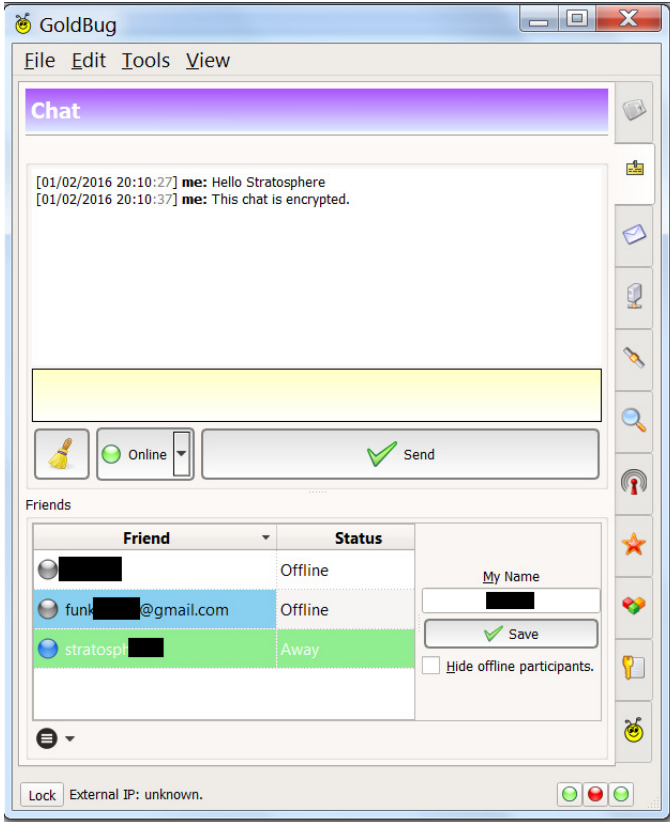 GoldBug
File Edit Tools View
Chat
[01/02/2016 20:10:27] me: Hello Stratosphere
[01/02/2016 20:10:37] me: This chat is encrypted.
Online
Send
Friends
Friend Status
Offline
funk @gmail.com Offline
stratosph Away
My Name
Save
Hide offline participants.
Lock External IP: unknown.